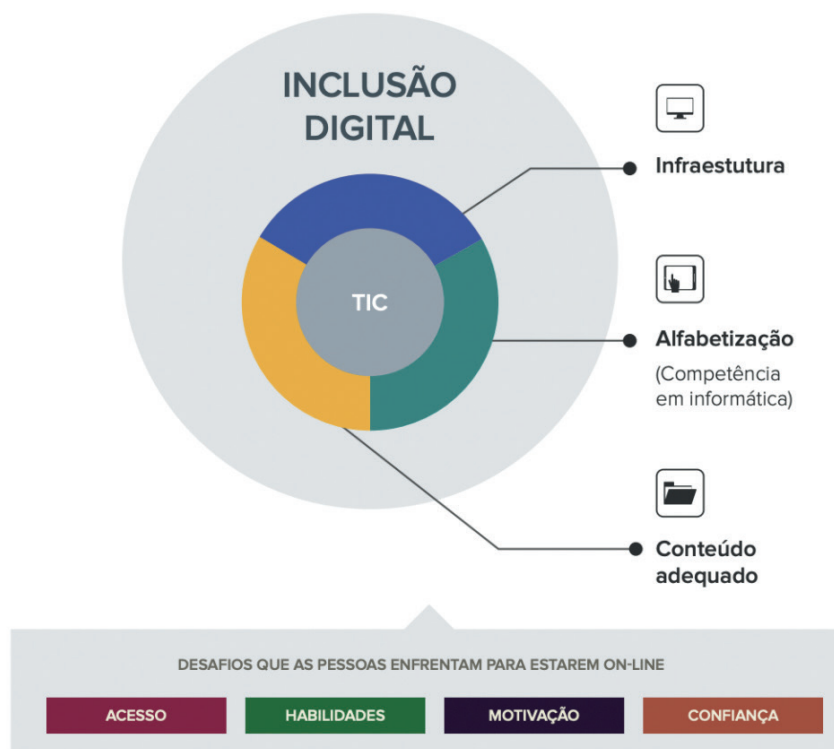 INCLUSÃO
DIGITAL
TIC
Infraestutura
Alfabetização
(Competência
em informática)
Conteúdo
adequado
DESAFIOS QUE AS PESSOAS ENFRENTAM PARA ESTAREM ON-LINE
ACESSO
HABILIDADES
MOTIVAÇÃO
CONFIANÇA